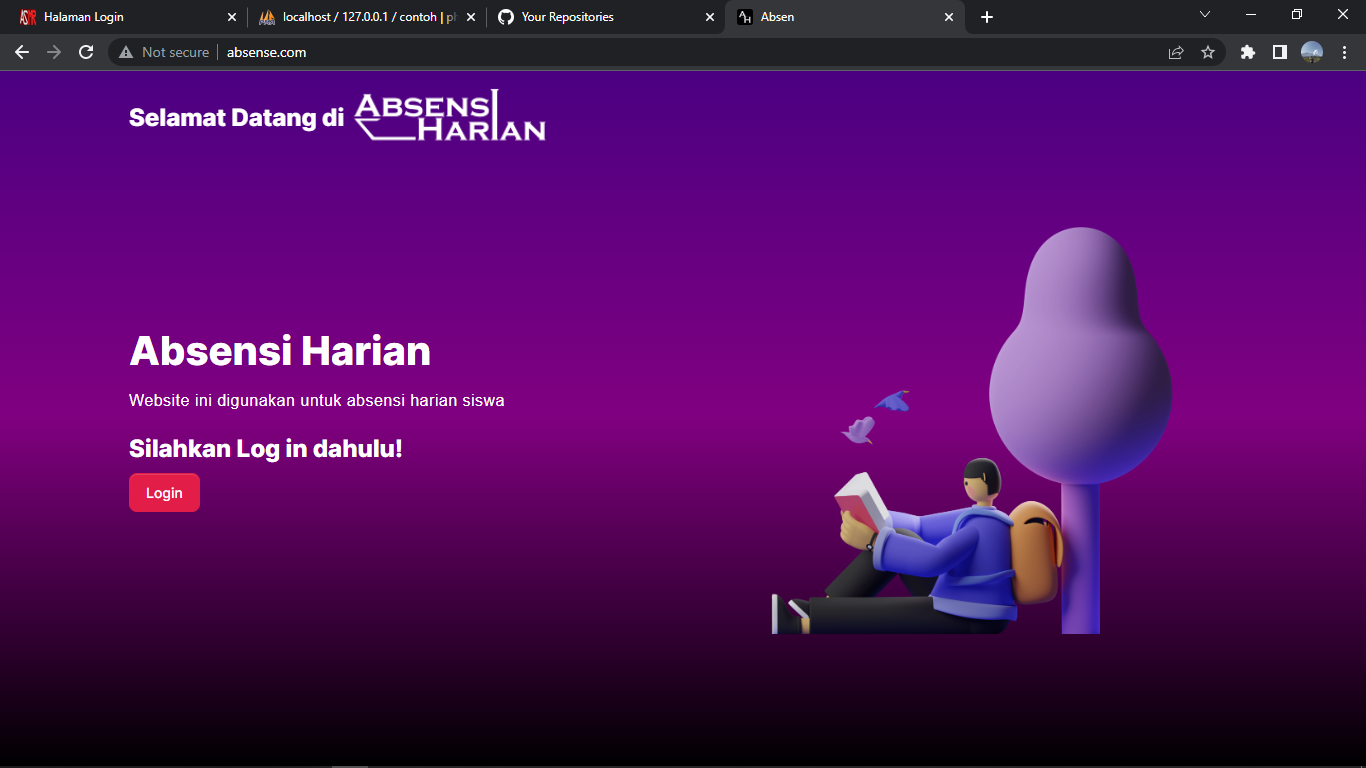 Halaman Login
localhost / 127.0.0.1 / contoh | ph
Your Repositories
Absen
Not secure | absense.com
Selamat Datang di ABSENSI HARIAN
Absensi Harian
Website ini digunakan untuk absensi harian siswa
Silahkan Log in dahulu!
Login